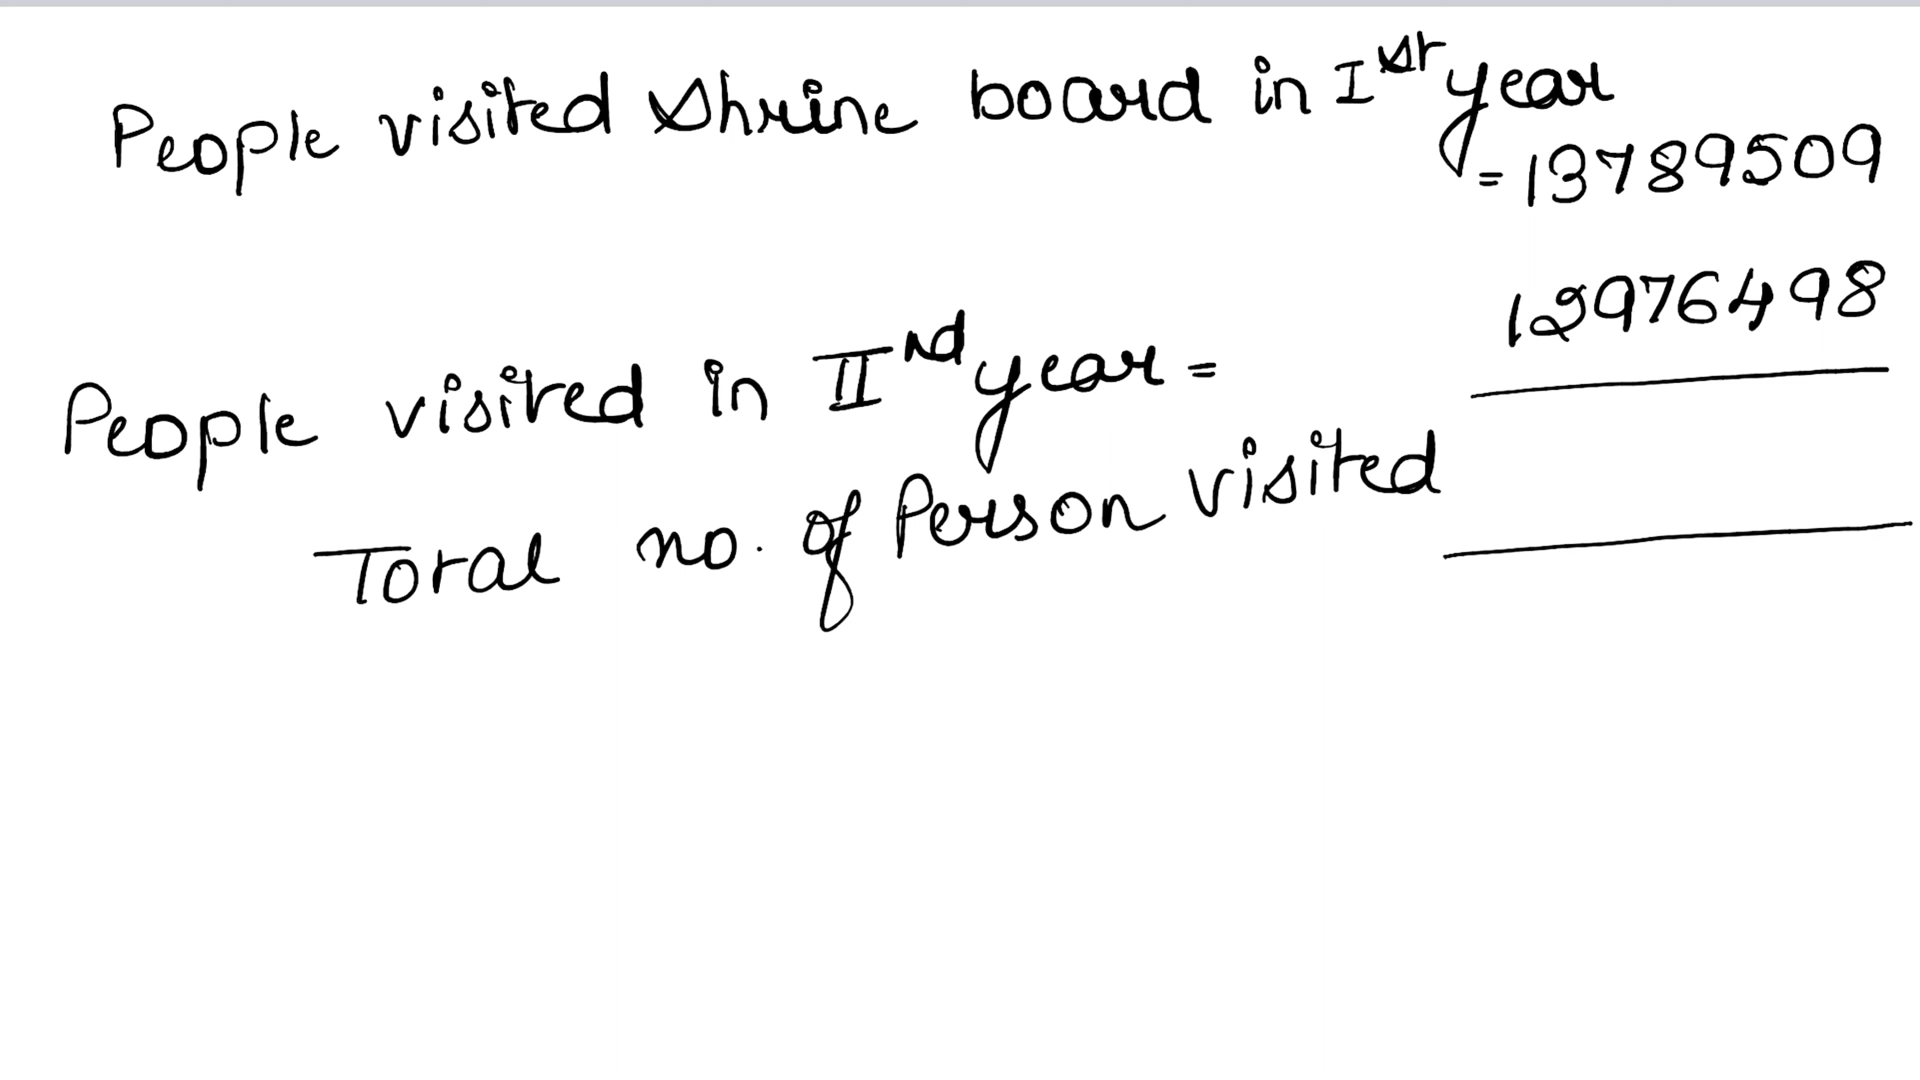 People visited Shrine board in Ist year
= 13789509
12976498
People visited in IInd year =
Total no. of Person visited